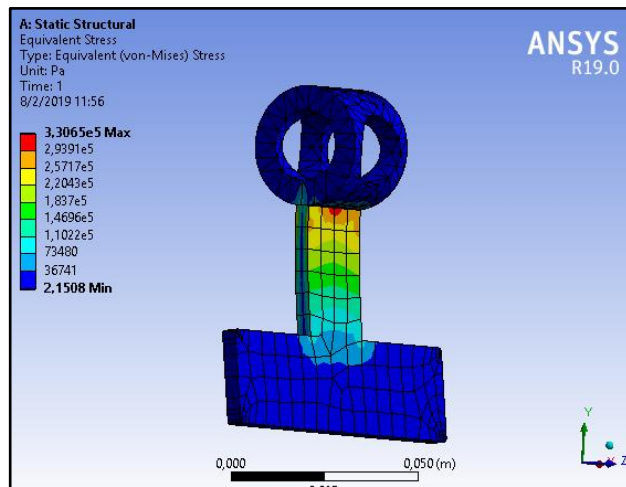 A: Static Structural
Equivalent Stress
Type: Equivalent (von-Mises) Stress
Unit: Pa
Time: 1
8/2/2019 11:56
ANSYS
R19.0
3,3065e5 Max
2,9391e5
2,5717e5
2,2043e5
1,837e5
1,4696e5
1,1022e5
73480
36741
2,1508 Min
Y
Z
0,000
0,050 (m)